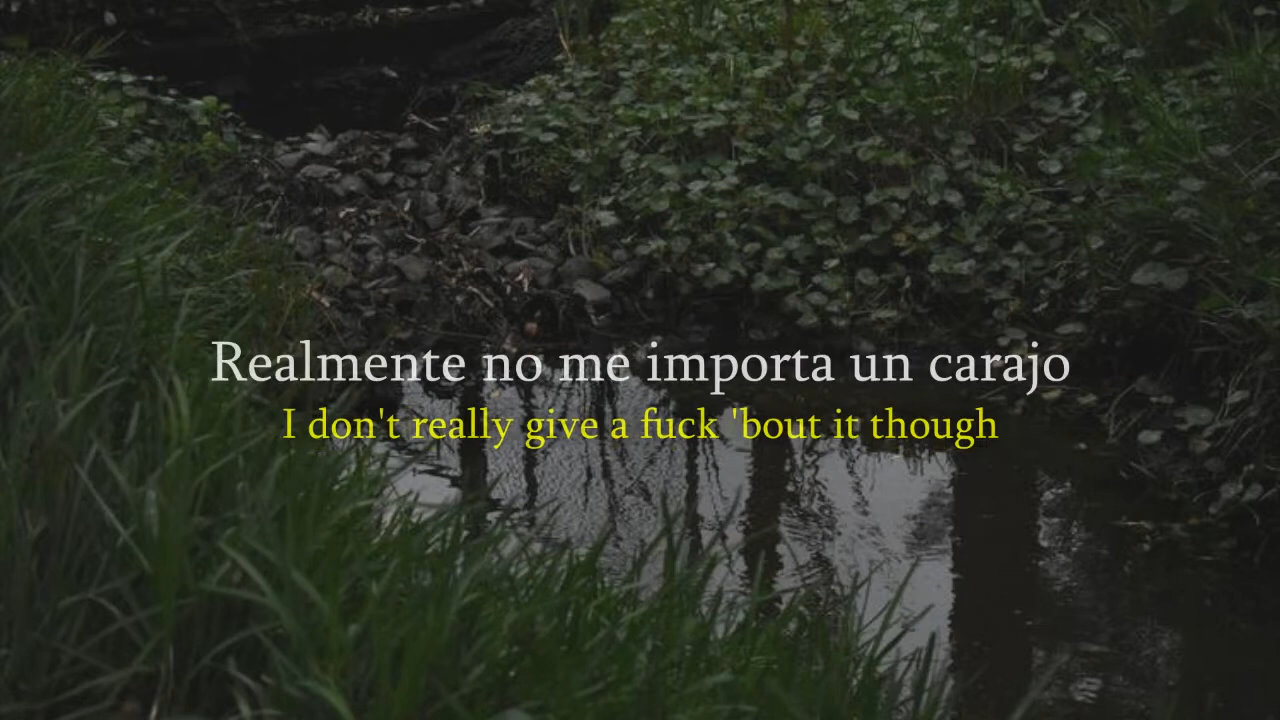 Realmente no me importa un carajo
I don't really give a fuck 'bout it though